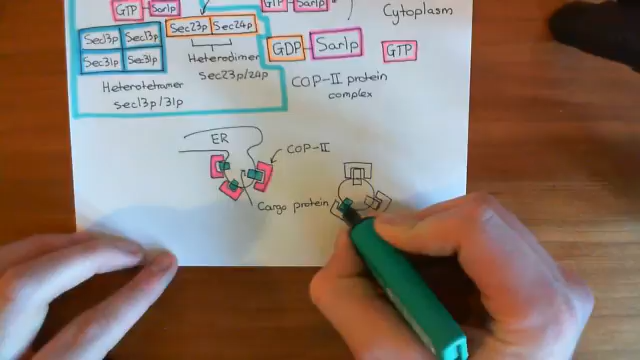 GTP Sar1p
GTP Sar1p
Cytoplasm
Sec13p Sec13p
Sec31p Sec31p
Sec23p Sec24p
GDP Sar1p
GTP
Heterodimer
Sec23p/24p
Heterotetramer
Sec13p/31p
COP-II protein
complex
ER
COP-II
Cargo protein